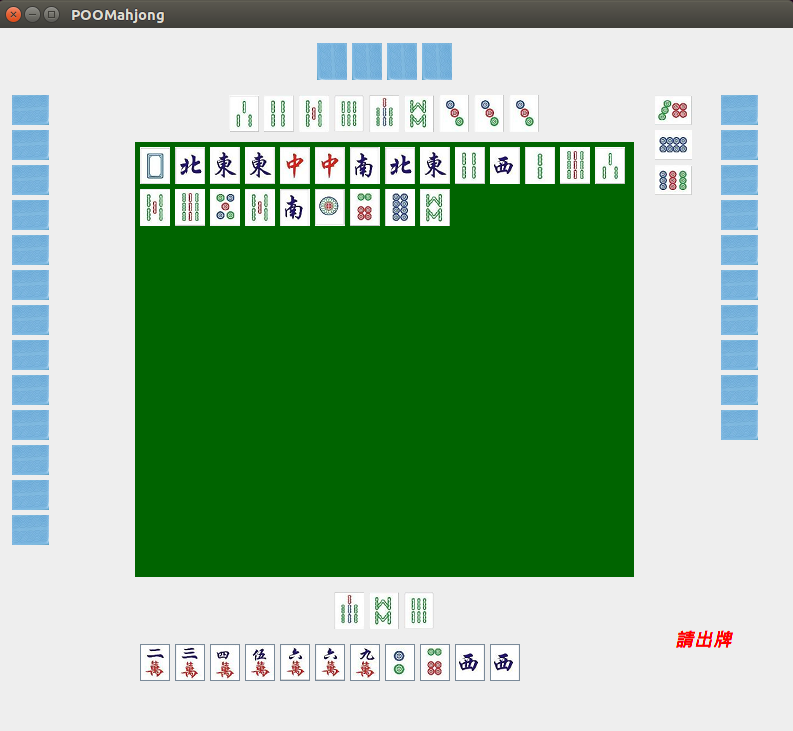 POOMahjong
北 東 東 中 中 南 北 東 西
南
請出牌
二萬 三萬 四萬 伍萬 六萬 六萬 九萬 西 西